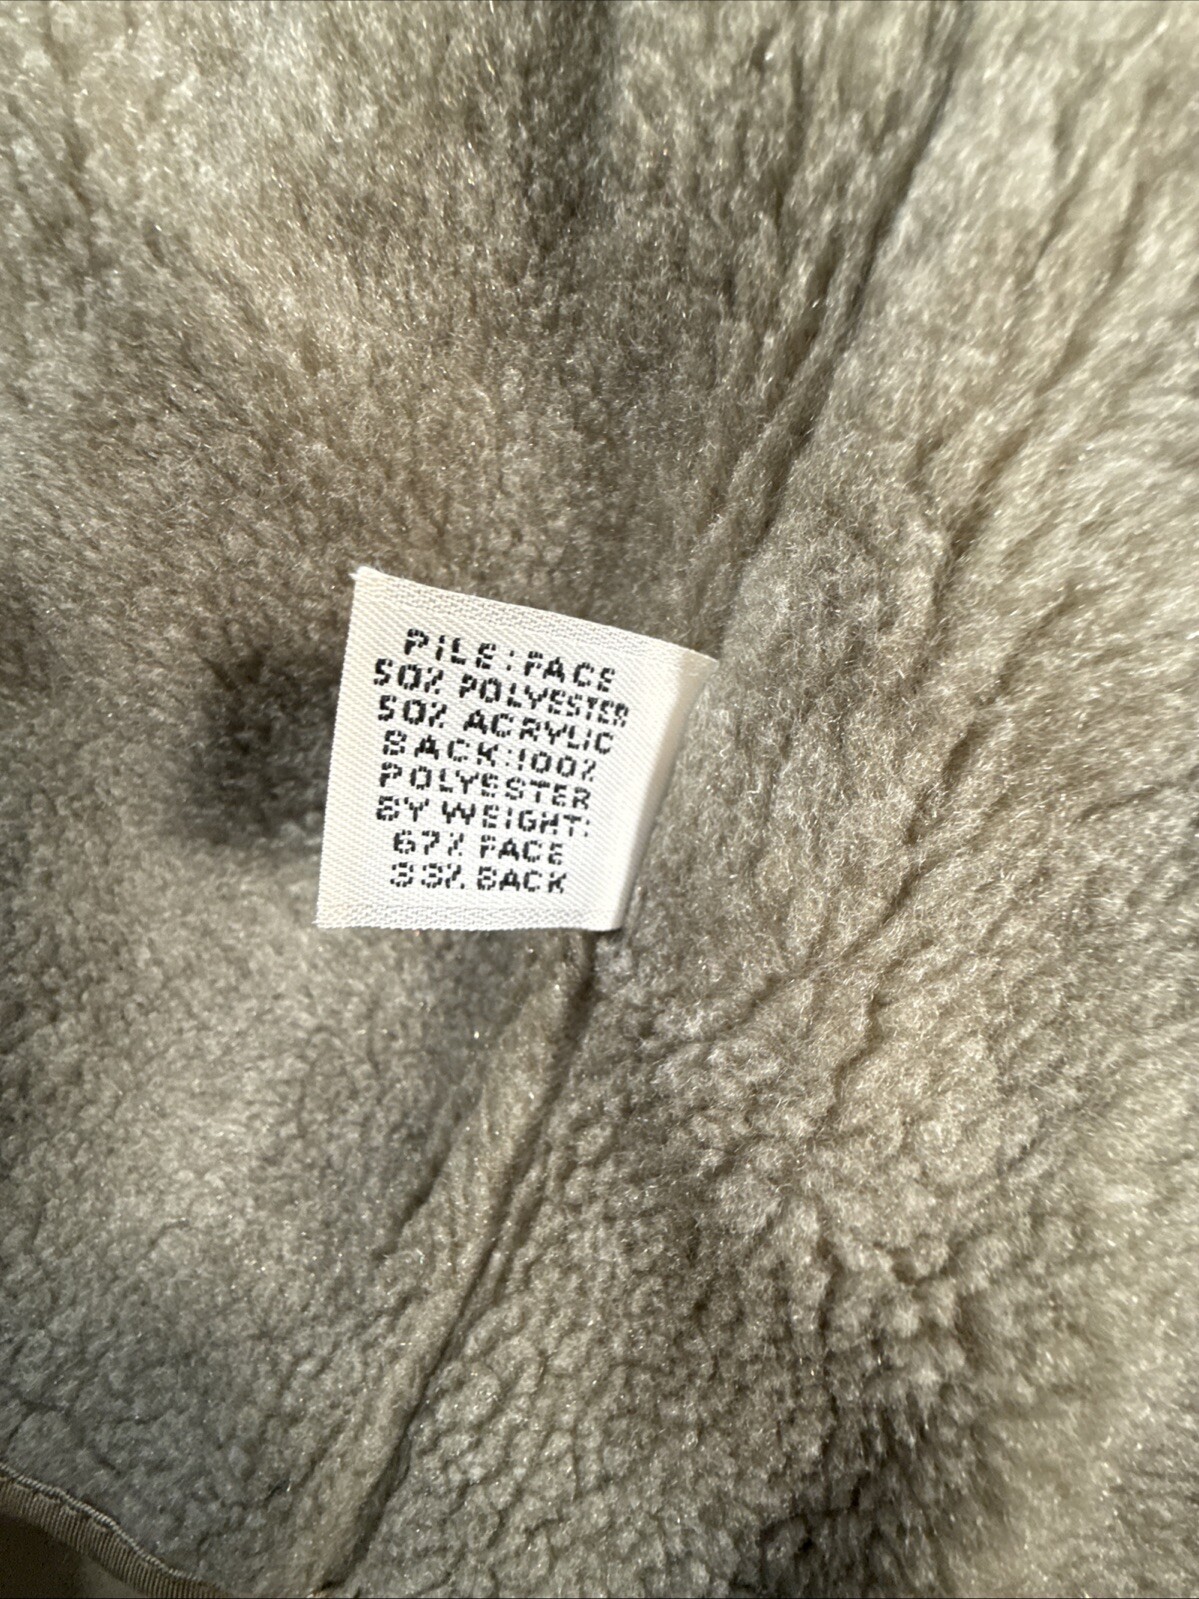 PILE: FACE
50% POLYESTER
50% ACRYLIC
BACK:100%
POLYESTER
BY WEIGHT:
67% FACE
33% BACK